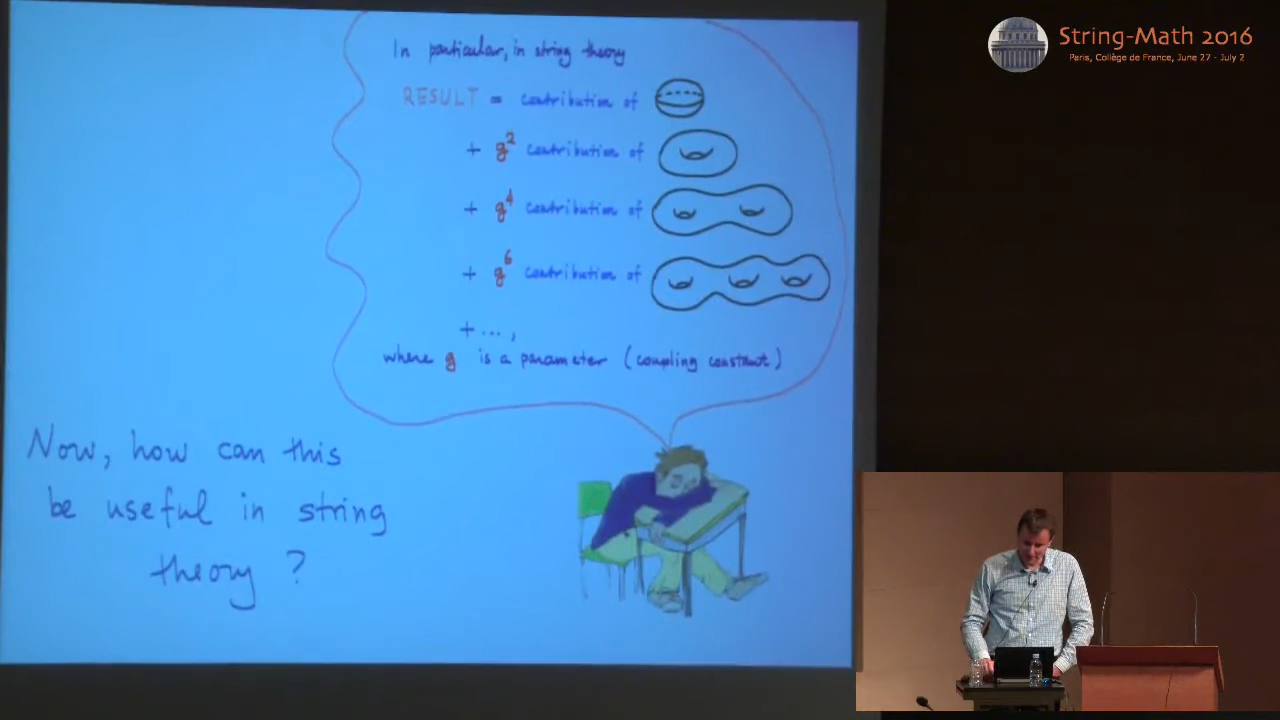 String-Math 2016
Paris, Collège de France, June 27 - July 2
In particular, in string theory
RESULT = contribution of
+ g² contribution of
+ g⁴ contribution of
+ g⁶ contribution of
+ ... ,
where g is a parameter (coupling constant)
Now, how can this
be useful in string
theory ?